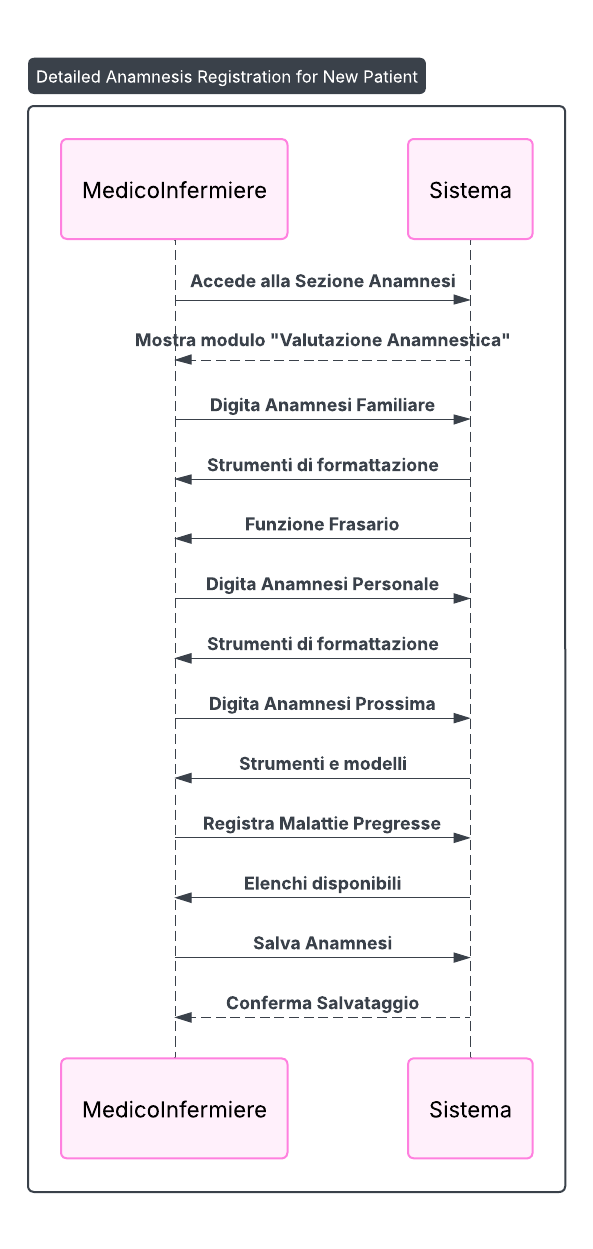 Detailed Anamnesis Registration for New Patient
MedicoInfermiere
Sistema
Accede alla Sezione Anamnesi
Mostra modulo "Valutazione Anamnestica"
Digita Anamnesi Familiare
Strumenti di formattazione
Funzione Frasario
Digita Anamnesi Personale
Strumenti di formattazione
Digita Anamnesi Prossima
Strumenti e modelli
Registra Malattie Pregresse
Elenchi disponibili
Salva Anamnesi
Conferma Salvataggio
MedicoInfermiere
Sistema